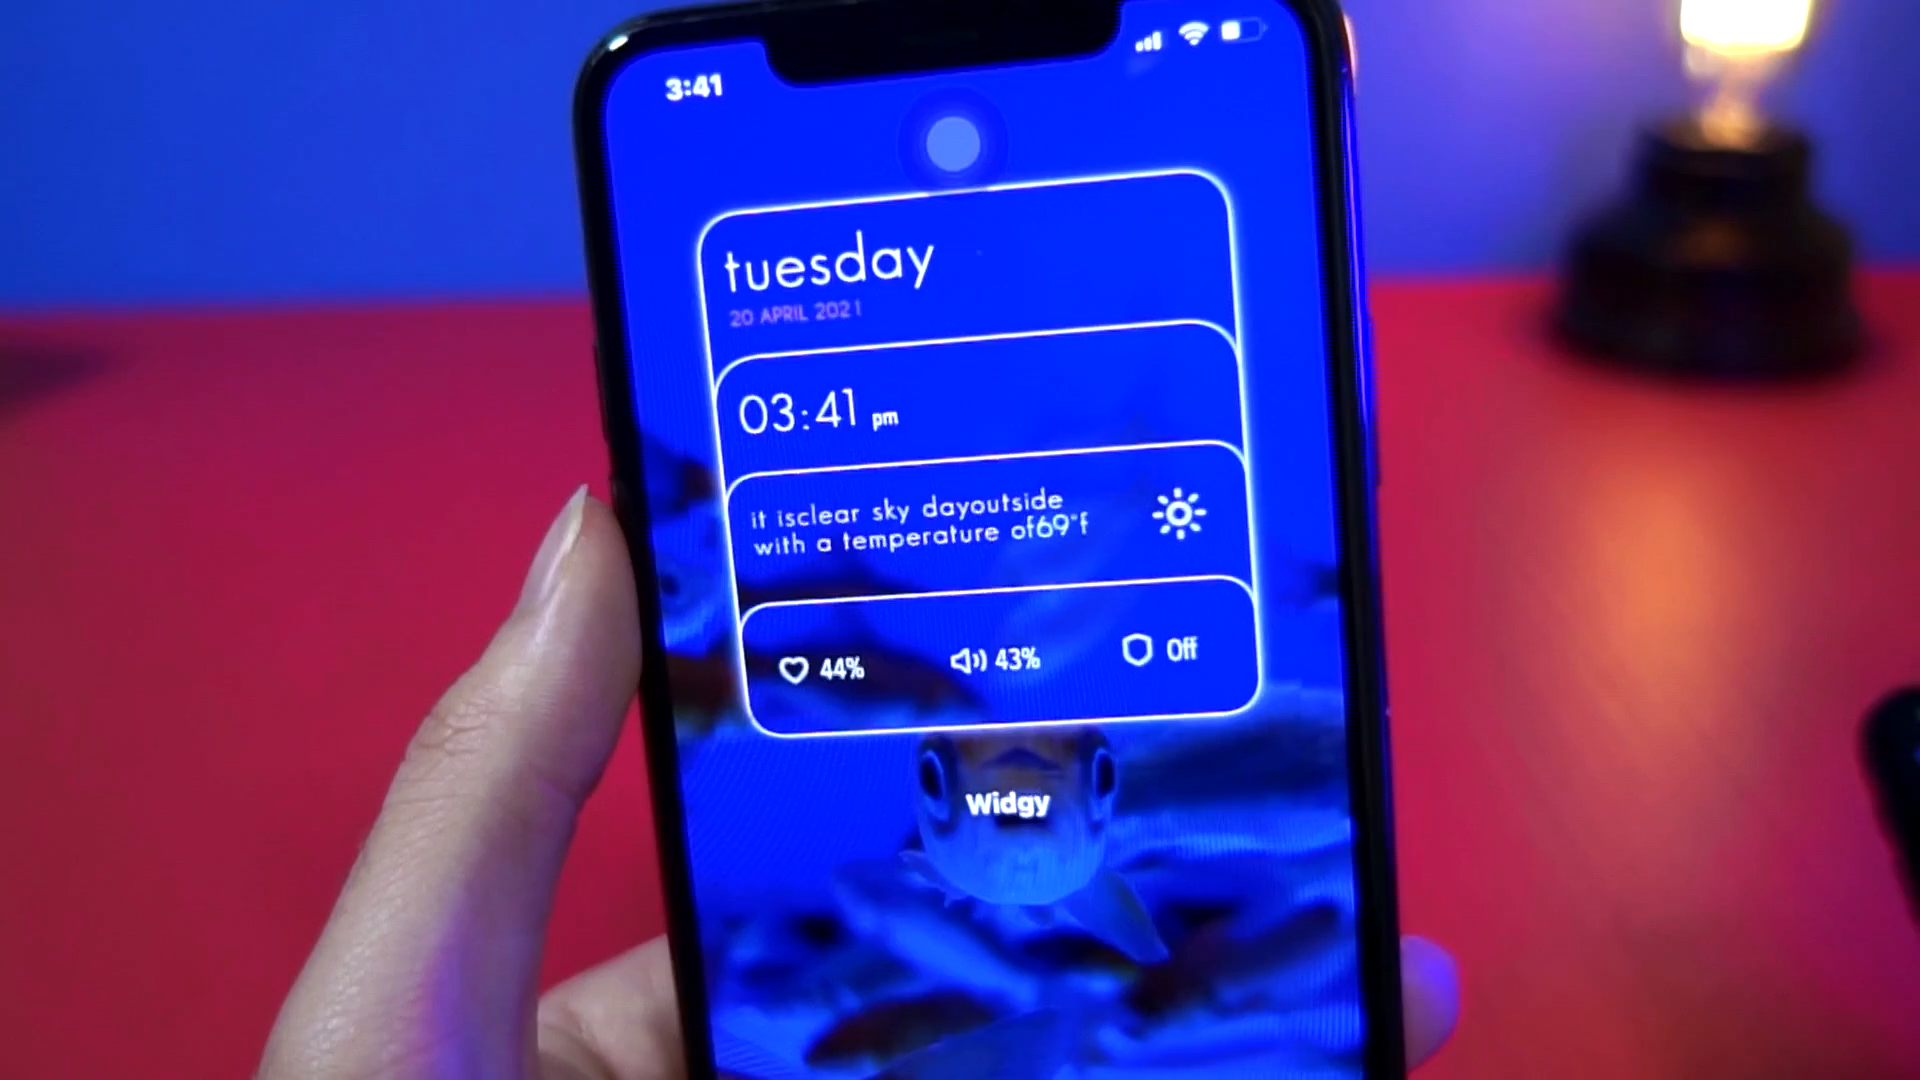 3:41
tuesday
20 APRIL 2021
03:41 pm
it isclear sky dayoutside
with a temperature of69°f
44% 43% Off
Widgy